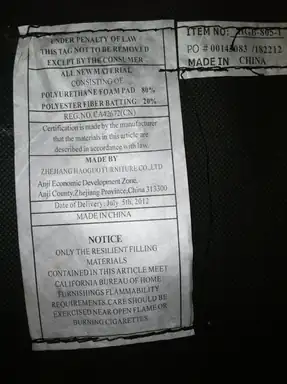 UNDER PENALTY OF LAW
THIS TAG NOT TO BE REMOVED
EXCEPT BY THE CONSUMER
ALL NEW MATERIAL
CONSISTING OF
POLYURETHANE FOAM PAD 80%
POLYESTER FIBER BATTING 20%
REG.NO.CA42672(CN)
Certification is made by the manufacturer
that the materials in this article are
described in accordance with law.
MADE BY
ZHEJIANG HAOGUO FURNITURE CO.,LTD
Anji Economic Development Zone,
Anji County,Zhejiang Province,China.313300
Date of Delivery: July. 5th, 2012
MADE IN CHINA
NOTICE
ONLY THE RESILIENT FILLING
MATERIALS
CONTAINED IN THIS ARTICLE MEET
CALIFORNIA BUREAU OF HOME
FURNISHINGS FLAMMABILITY
REQUIREMENTS.CARE SHOULD BE
EXERCISED NEAR OPEN FLAME OR
BURNING CIGARETTES.
ITEM NO:
PO # /182212
MADE IN CHINA